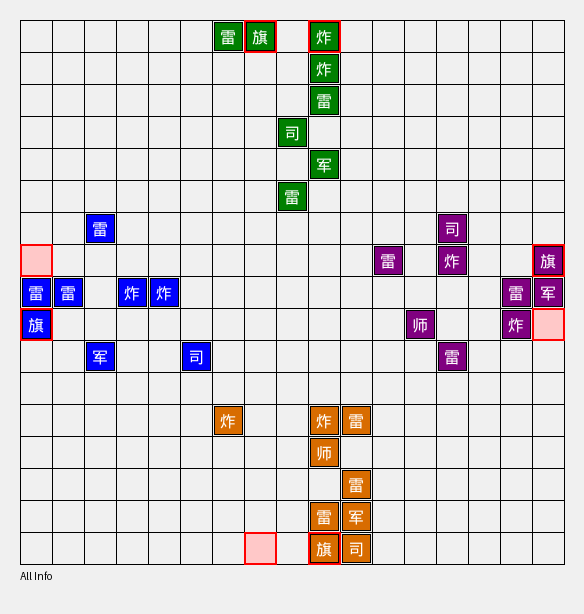 雷 旗 炸
炸
雷
司
军
雷
雷 司
雷 炸 旗
雷 雷 炸 炸 雷 军
旗 师 炸
军 司 雷
炸 炸 雷
师
雷
雷 军
旗 司
All Info